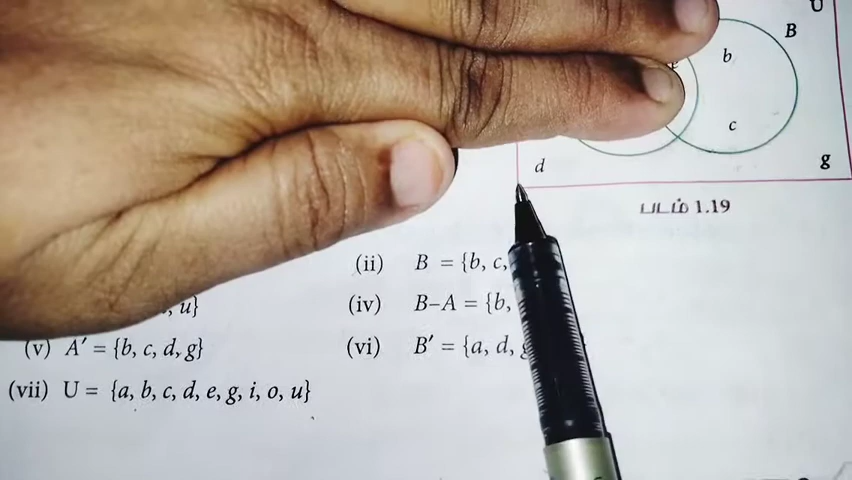 U
B
b
c
d
g
படம் 1.19
(ii) B = {b, c,
, u} (iv) B–A = {b,
(v) A′ = {b, c, d, g} (vi) B′ = {a, d,
(vii) U = {a, b, c, d, e, g, i, o, u}